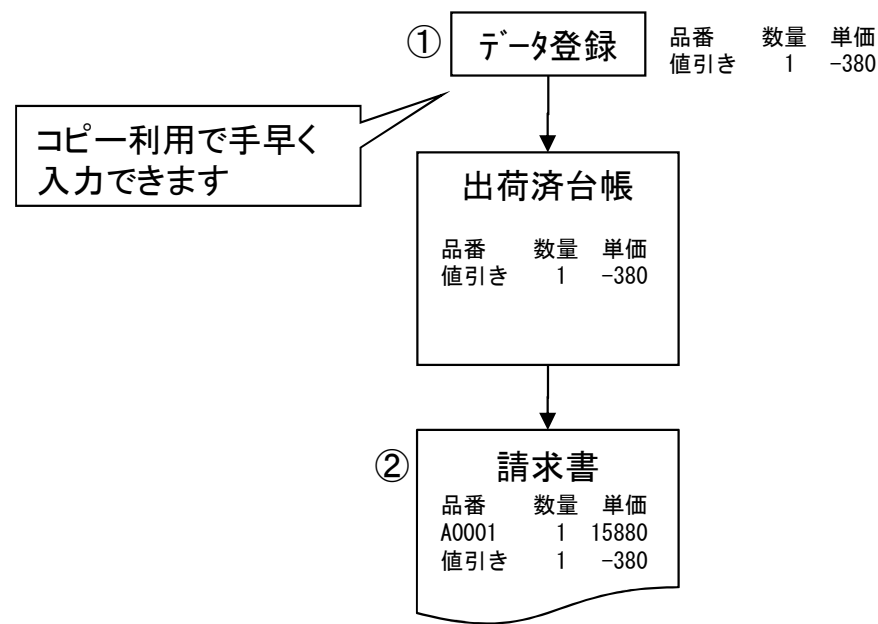 ① ﾃﾞｰﾀ登録
品番 数量 単価
値引き 1 -380
コピー利用で手早く
入力できます
出荷済台帳
品番 数量 単価
値引き 1 -380
② 請求書
品番 数量 単価
A0001 1 15880
値引き 1 -380